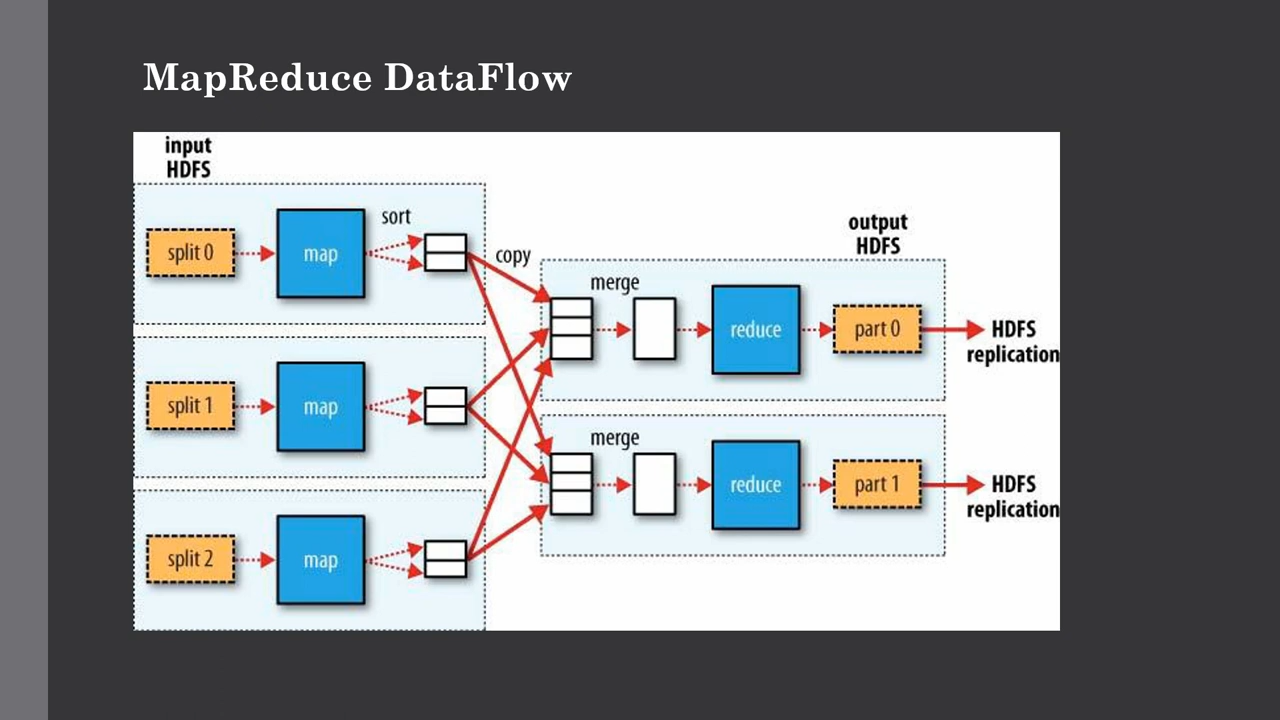 MapReduce DataFlow
input
HDFS
split 0
map
sort
copy
split 1
map
split 2
map
output
HDFS
merge
reduce
part 0
HDFS
replication
merge
reduce
part 1
HDFS
replication